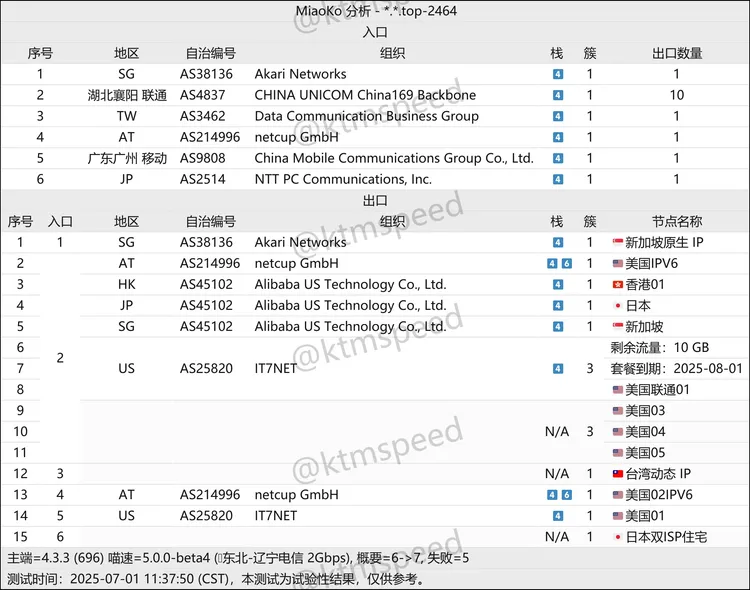 MiaoKo 分析 - *.*.top-2464
入口
序号 地区 自治编号 组织 栈 簇 出口数量
1 SG AS38136 Akari Networks 4 1 1
2 湖北襄阳 联通 AS4837 CHINA UNICOM China169 Backbone 4 1 10
3 TW AS3462 Data Communication Business Group 4 1 1
4 AT AS214996 netcup GmbH 4 1 1
5 广东广州 移动 AS9808 China Mobile Communications Group Co., Ltd. 4 1 1
6 JP AS2514 NTT PC Communications, Inc. 4 1 1
出口
序号 入口 地区 自治编号 组织 栈 簇 节点名称
1 1 SG AS38136 Akari Networks 4 1 新加坡原生 IP
2 AT AS214996 netcup GmbH 4 6 1 美国IPV6
3 HK AS45102 Alibaba US Technology Co., Ltd. 4 1 香港01
4 JP AS45102 Alibaba US Technology Co., Ltd. 4 1 日本
5 SG AS45102 Alibaba US Technology Co., Ltd. 4 1 新加坡
6 剩余流量：10 GB
2
7 US AS25820 IT7NET 4 3 套餐到期：2025-08-01
8 美国联通01
9 美国03
10 N/A 3 美国04
11 美国05
12 3 N/A 1 台湾动态 IP
13 4 AT AS214996 netcup GmbH 4 6 1 美国02IPV6
14 5 US AS25820 IT7NET 4 1 美国01
15 6 N/A 1 日本双ISP住宅
主端=4.3.3 (696) 喵速=5.0.0-beta4 (东北-辽宁电信 2Gbps), 概要=6->7, 失败=5
测试时间：2025-07-01 11:37:50 (CST)，本测试为试验性结果，仅供参考。
@ktmspeed
@ktmspeed
@ktmspeed
@ktmspeed
@ktmspeed
@ktmspeed